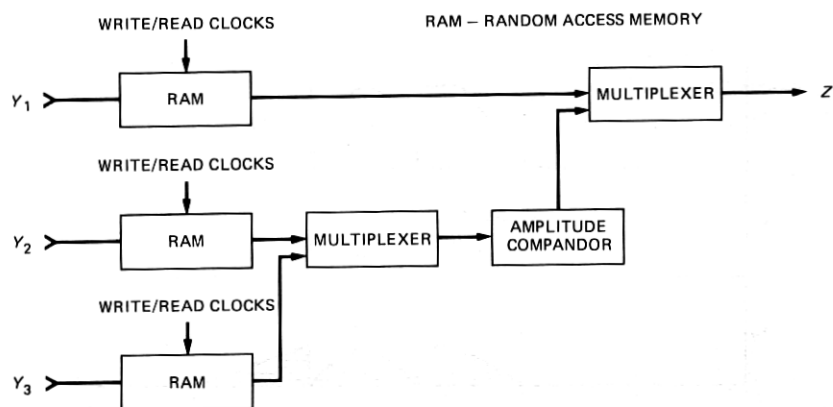 WRITE/READ CLOCKS
RAM – RANDOM ACCESS MEMORY
Y1
RAM
MULTIPLEXER
Z
WRITE/READ CLOCKS
Y2
RAM
MULTIPLEXER
AMPLITUDE
COMPANDOR
WRITE/READ CLOCKS
Y3
RAM